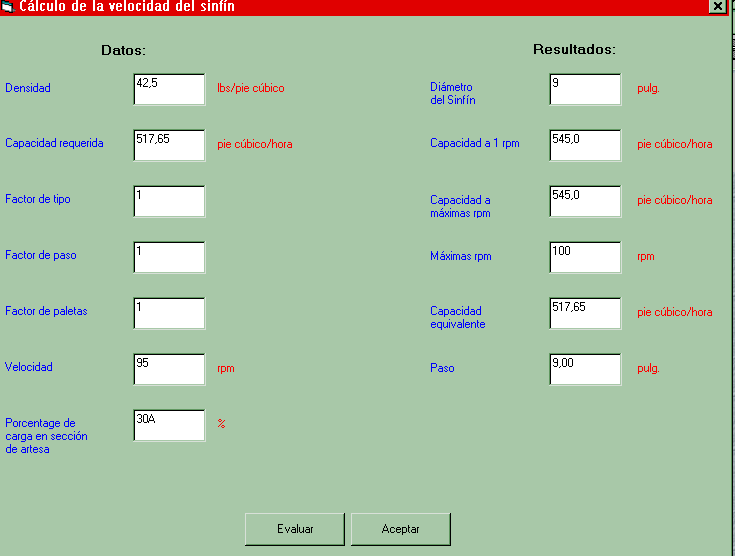 Cálculo de la velocidad del sinfín
Datos:
Densidad 42,5 lbs/pie cúbico
Capacidad requerida 517,65 pie cúbico/hora
Factor de tipo 1
Factor de paso 1
Factor de paletas 1
Velocidad 95 rpm
Porcentage de
carga en sección
de artesa
30A %
Resultados:
Diámetro
del Sinfín
9 pulg.
Capacidad a 1 rpm 545,0 pie cúbico/hora
Capacidad a
máximas rpm
545,0 pie cúbico/hora
Máximas rpm 100 rpm
Capacidad
equivalente
517,65 pie cúbico/hora
Paso 9,00 pulg.
Evaluar Aceptar